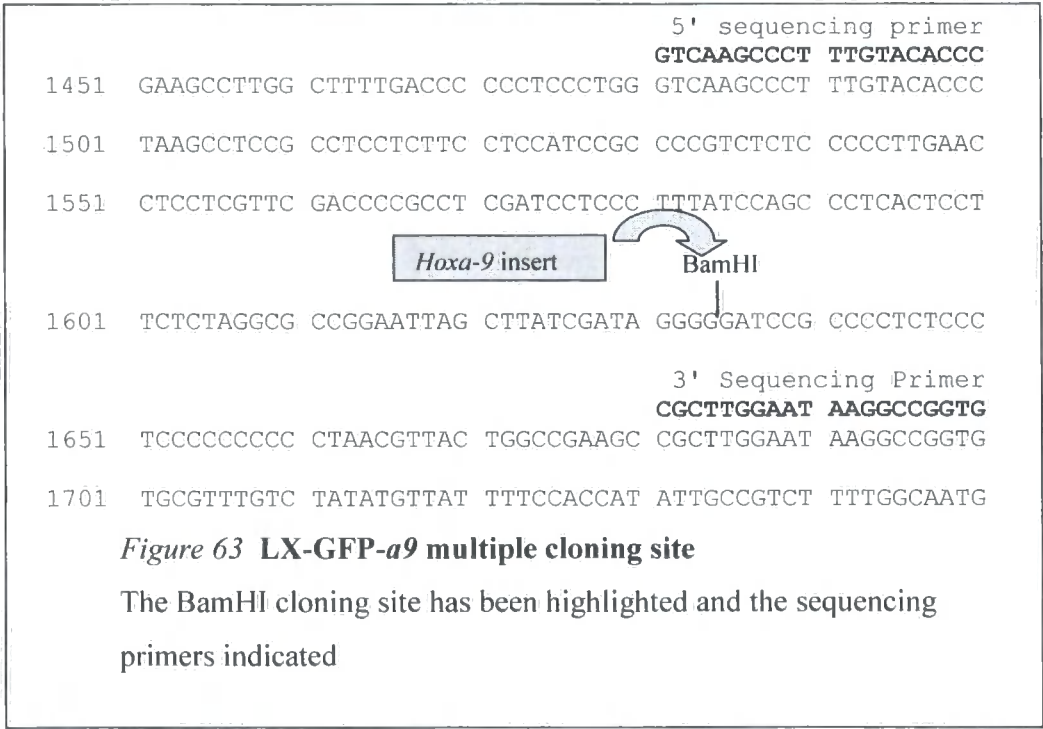 5' sequencing primer
GTCAAGCCCT TTGTACACCC
1451 GAAGCCTTGG CTTTTGACCC CCCTCCCTGG GTCAAGCCCT TTGTACACCC
1501 TAAGCCTCCG CCTCCTCTTC CTCCATCCGC CCCGTCTCTC CCCCTTGAAC
1551 CTCCTCGTTC GACCCCGCCT CGATCCTCCC TTTATCCAGC CCTCACTCCT
Hoxa-9 insert BamHI
1601 TCTCTAGGCG CCGGAATTAG CTTATCGATA GGGGGATCCG CCCCTCTCCC
3' Sequencing Primer
CGCTTGGAAT AAGGCCGGTG
1651 TCCCCCCCCC CTAACGTTAC TGGCCGAAGC CGCTTGGAAT AAGGCCGGTG
1701 TGCGTTTGTC TATATGTTAT TTTCCACCAT ATTGCCGTCT TTTGGCAATG
Figure 63 LX-GFP-a9 multiple cloning site
The BamHI cloning site has been highlighted and the sequencing
primers indicated